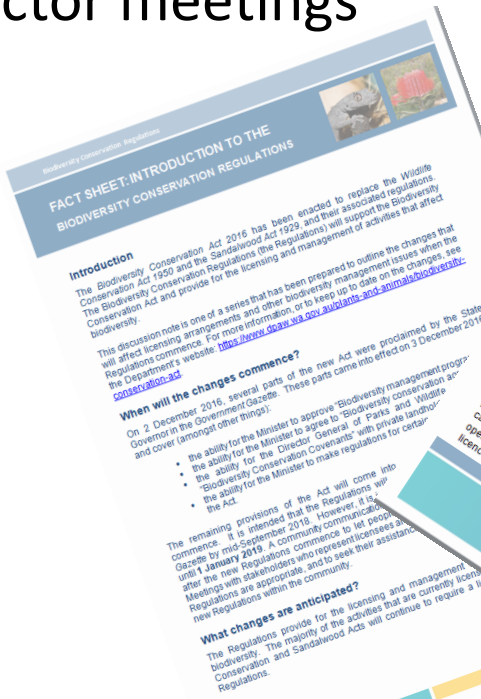 ctor meetings
Biodiversity Conservation Regulations
FACT SHEET: INTRODUCTION TO THE
BIODIVERSITY CONSERVATION REGULATIONS
Introduction
The Biodiversity Conservation Act 2016 has been enacted to replace the Wildlife
Conservation Act 1950 and the Sandalwood Act 1929, and their associated regulations.
The Biodiversity Conservation Regulations (the Regulations) will support the Biodiversity
Conservation Act and provide for the licensing and management of activities that affect
biodiversity.
This discussion note is one of a series that has been prepared to outline the changes that
will affect licensing arrangements and other biodiversity management issues when the
Regulations commence. For more information, or to keep up to date on the changes, see
the Department's website: https://www.dpaw.wa.gov.au/plants-and-animals/biodiversity-
conservation-act.
When will the changes commence?
On 2 December 2016, several parts of the new Act were proclaimed by the State
Governor in the Government Gazette. These parts came into effect on 3 December 2016
and cover (amongst other things):
• the ability for the Minister to approve "Biodiversity management progra
• the ability for the Minister to agree to "Biodiversity conservation
• the ability for the Director General of Parks and Wildlife
"Biodiversity Conservation Covenants" with private landho
• the ability for the Minister to make regulations for certain
the Act.
The remaining provisions of the Act will come into
commence. It is intended that the Regulations wil
Gazette by mid-September 2018. However, it is
until 1 January 2019. A community communication
after the new Regulations commence to let people
Meetings with stakeholders who represent licensees a
Regulations are appropriate, and to seek their assistanc
new Regulations within the community.
What changes are anticipated?
The Regulations provide for the licensing and management
biodiversity. The majority of the activities that are currently licens
Conservation and Sandalwood Acts will continue to require a li
Regulations.
ope
licenc